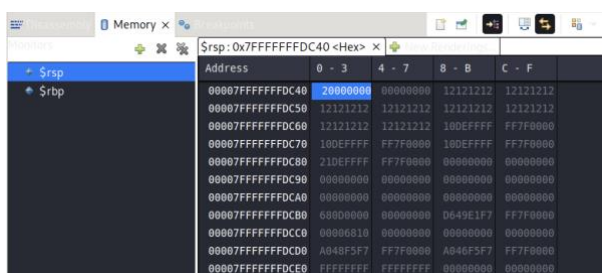 Disassembly Memory × Breakpoints
Monitors
$rsp : 0x7FFFFFFFDC40 <Hex> × New Renderings...
$rsp
$rbp
Address 0 - 3 4 - 7 8 - B C - F
00007FFFFFFFDC40 20000000 00000000 12121212 12121212
00007FFFFFFFDC50 12121212 12121212 12121212 12121212
00007FFFFFFFDC60 12121212 12121212 10DEFFFF FF7F0000
00007FFFFFFFDC70 10DEFFFF FF7F0000 10DEFFFF FF7F0000
00007FFFFFFFDC80 21DEFFFF FF7F0000 00000000 00000000
00007FFFFFFFDC90 00000000 00000000 00000000 00000000
00007FFFFFFFDCA0 00000000 00000000 00000000 00000000
00007FFFFFFFDCB0 680D0000 00000000 D649E1F7 FF7F0000
00007FFFFFFFDCC0 00006810 00000000 00000000 00000000
00007FFFFFFFDCD0 A048F5F7 FF7F0000 A046F5F7 FF7F0000
00007FFFFFFFDCE0 FFFFFFFF FFFFFFFF 00000000 00000000